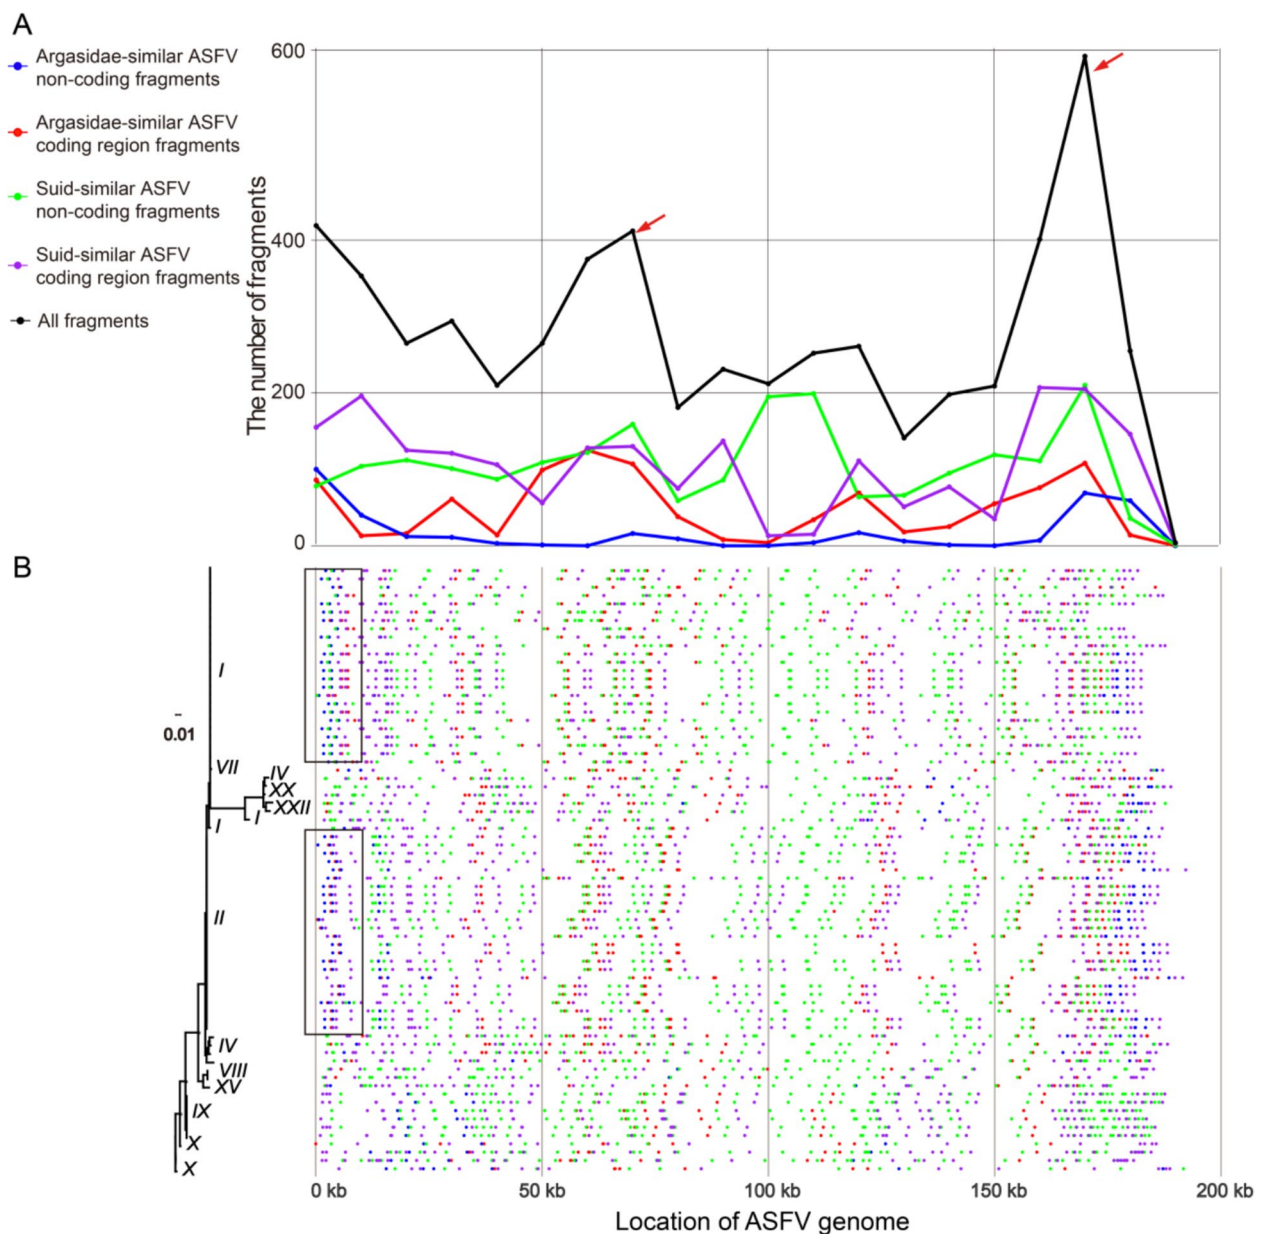 A
Argasidae-similar ASFV
non-coding fragments
Argasidae-similar ASFV
coding region fragments
Suid-similar ASFV
non-coding fragments
Suid-similar ASFV
coding region fragments
All fragments
The number of fragments
600
400
200
0
B
I
0.01
VII
IV
XX
XXII
I
I
II
IV
VIII
XV
IX
X
X
0 kb
50 kb
100 kb
150 kb
200 kb
Location of ASFV genome